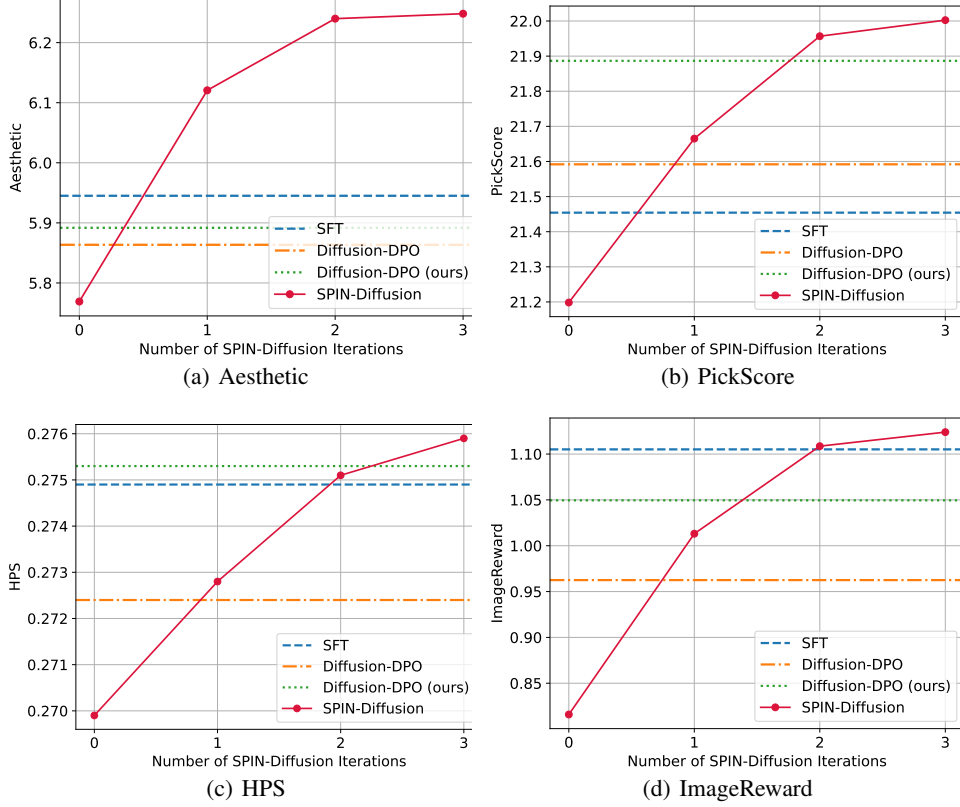 6.2
6.1
6.0
5.9
5.8
Aesthetic
SFT
Diffusion-DPO
Diffusion-DPO (ours)
SPIN-Diffusion
0 1 2 3
Number of SPIN-Diffusion Iterations
(a) Aesthetic
22.0
21.9
21.8
21.7
21.6
21.5
21.4
21.3
21.2
PickScore
SFT
Diffusion-DPO
Diffusion-DPO (ours)
SPIN-Diffusion
0 1 2 3
Number of SPIN-Diffusion Iterations
(b) PickScore
0.276
0.275
0.274
0.273
0.272
0.271
0.270
HPS
SFT
Diffusion-DPO
Diffusion-DPO (ours)
SPIN-Diffusion
0 1 2 3
Number of SPIN-Diffusion Iterations
(c) HPS
1.10
1.05
1.00
0.95
0.90
0.85
ImageReward
SFT
Diffusion-DPO
Diffusion-DPO (ours)
SPIN-Diffusion
0 1 2 3
Number of SPIN-Diffusion Iterations
(d) ImageReward